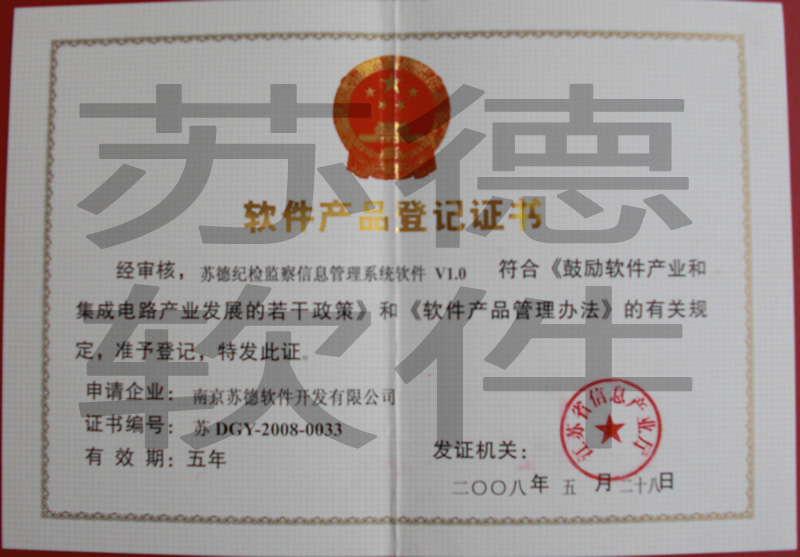 苏德
软件
软件产品登记证书
经审核，苏德纪检监察信息管理系统软件 V1.0 符合《鼓励软件产业和
集成电路产业发展的若干政策》和《软件产品管理办法》的有关规
定，准予登记，特发此证。
申请企业：南京苏德软件开发有限公司
证书编号：苏 DGY-2008-0033
有 效 期：五年
发证机关：
江苏省信息产业厅
二〇〇八 年 五 月 二十八日